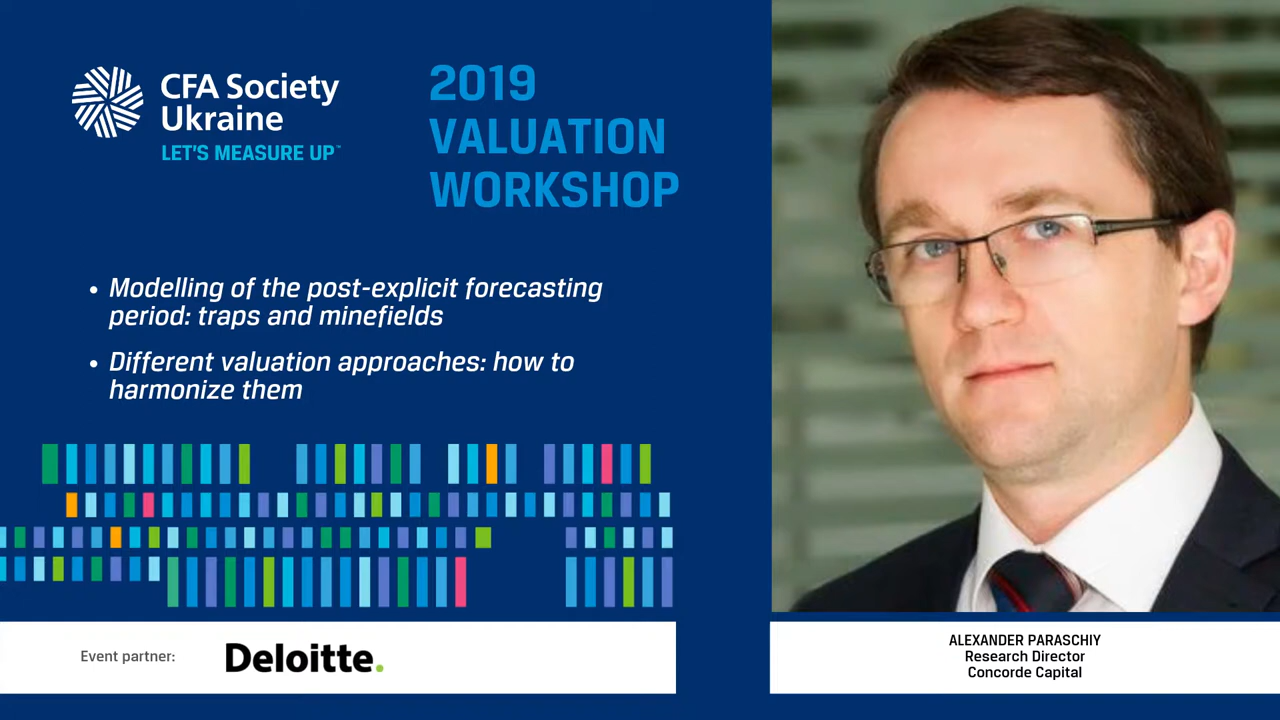 CFA Society
Ukraine
LET'S MEASURE UP™
2019
VALUATION
WORKSHOP
• Modelling of the post-explicit forecasting
period: traps and minefields
• Different valuation approaches: how to
harmonize them
Event partner:
Deloitte.
ALEXANDER PARASCHIY
Research Director
Concorde Capital